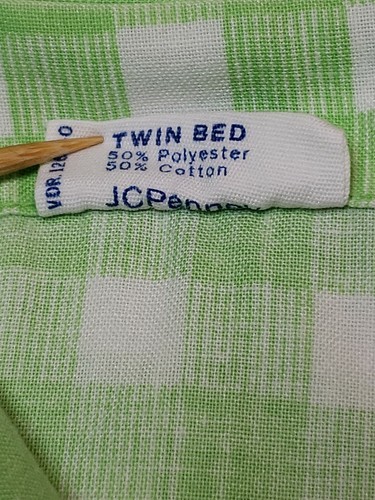 TWIN BED
50% Polyester
50% Cotton
JCPenney